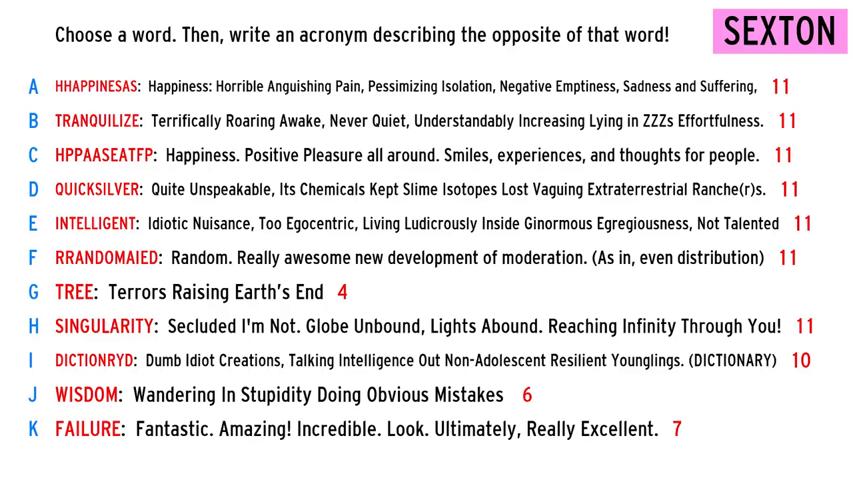 Choose a word. Then, write an acronym describing the opposite of that word!
SEXTON
A HHAPPINESAS: Happiness: Horrible Anguishing Pain, Pessimizing Isolation, Negative Emptiness, Sadness and Suffering, 11
B TRANQUILIZE: Terrifically Roaring Awake, Never Quiet, Understandably Increasing Lying in ZZZs Effortfulness. 11
C HPPAASEATFP: Happiness. Positive Pleasure all around. Smiles, experiences, and thoughts for people. 11
D QUICKSILVER: Quite Unspeakable, Its Chemicals Kept Slime Isotopes Lost Vaguing Extraterrestrial Ranche(r)s. 11
E INTELLIGENT: Idiotic Nuisance, Too Egocentric, Living Ludicrously Inside Ginormous Egregiousness, Not Talented 11
F RRANDOMAIED: Random. Really awesome new development of moderation. (As in, even distribution) 11
G TREE: Terrors Raising Earth's End 4
H SINGULARITY: Secluded I'm Not. Globe Unbound, Lights Abound. Reaching Infinity Through You! 11
I DICTIONRYD: Dumb Idiot Creations, Talking Intelligence Out Non-Adolescent Resilient Younglings. (DICTIONARY) 10
J WISDOM: Wandering In Stupidity Doing Obvious Mistakes 6
K FAILURE: Fantastic. Amazing! Incredible. Look. Ultimately, Really Excellent. 7